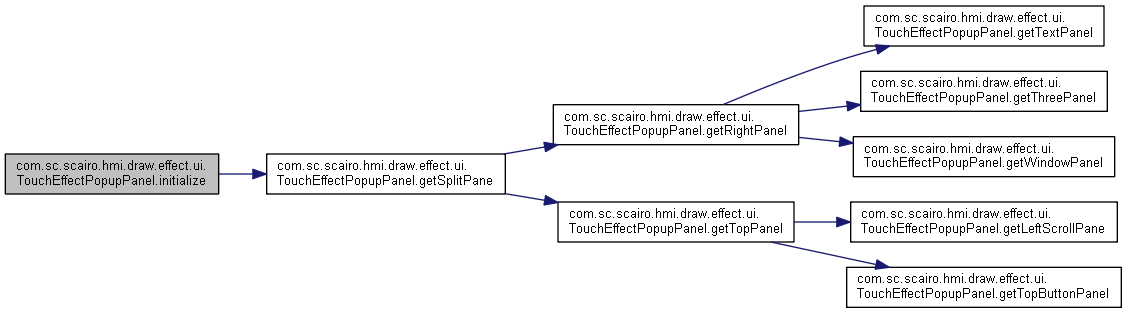 com.sc.scairo.hmi.draw.effect.ui.
TouchEffectPopupPanel.initialize
com.sc.scairo.hmi.draw.effect.ui.
TouchEffectPopupPanel.getSplitPane
com.sc.scairo.hmi.draw.effect.ui.
TouchEffectPopupPanel.getRightPanel
com.sc.scairo.hmi.draw.effect.ui.
TouchEffectPopupPanel.getTextPanel
com.sc.scairo.hmi.draw.effect.ui.
TouchEffectPopupPanel.getThreePanel
com.sc.scairo.hmi.draw.effect.ui.
TouchEffectPopupPanel.getWindowPanel
com.sc.scairo.hmi.draw.effect.ui.
TouchEffectPopupPanel.getTopPanel
com.sc.scairo.hmi.draw.effect.ui.
TouchEffectPopupPanel.getLeftScrollPane
com.sc.scairo.hmi.draw.effect.ui.
TouchEffectPopupPanel.getTopButtonPanel